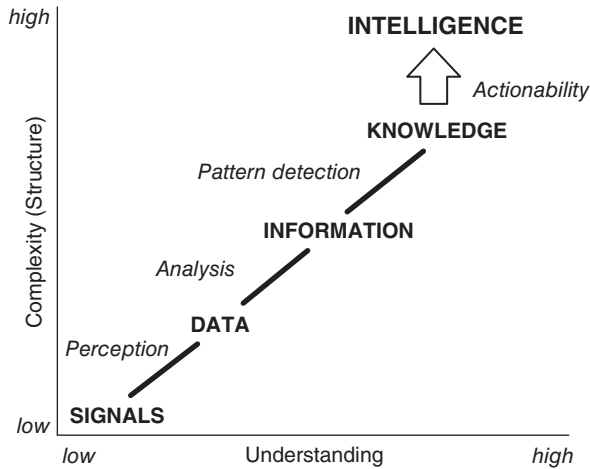 high
INTELLIGENCE
Actionability
KNOWLEDGE
Pattern detection
Complexity (Structure)
INFORMATION
Analysis
DATA
Perception
SIGNALS
low
low
Understanding
high